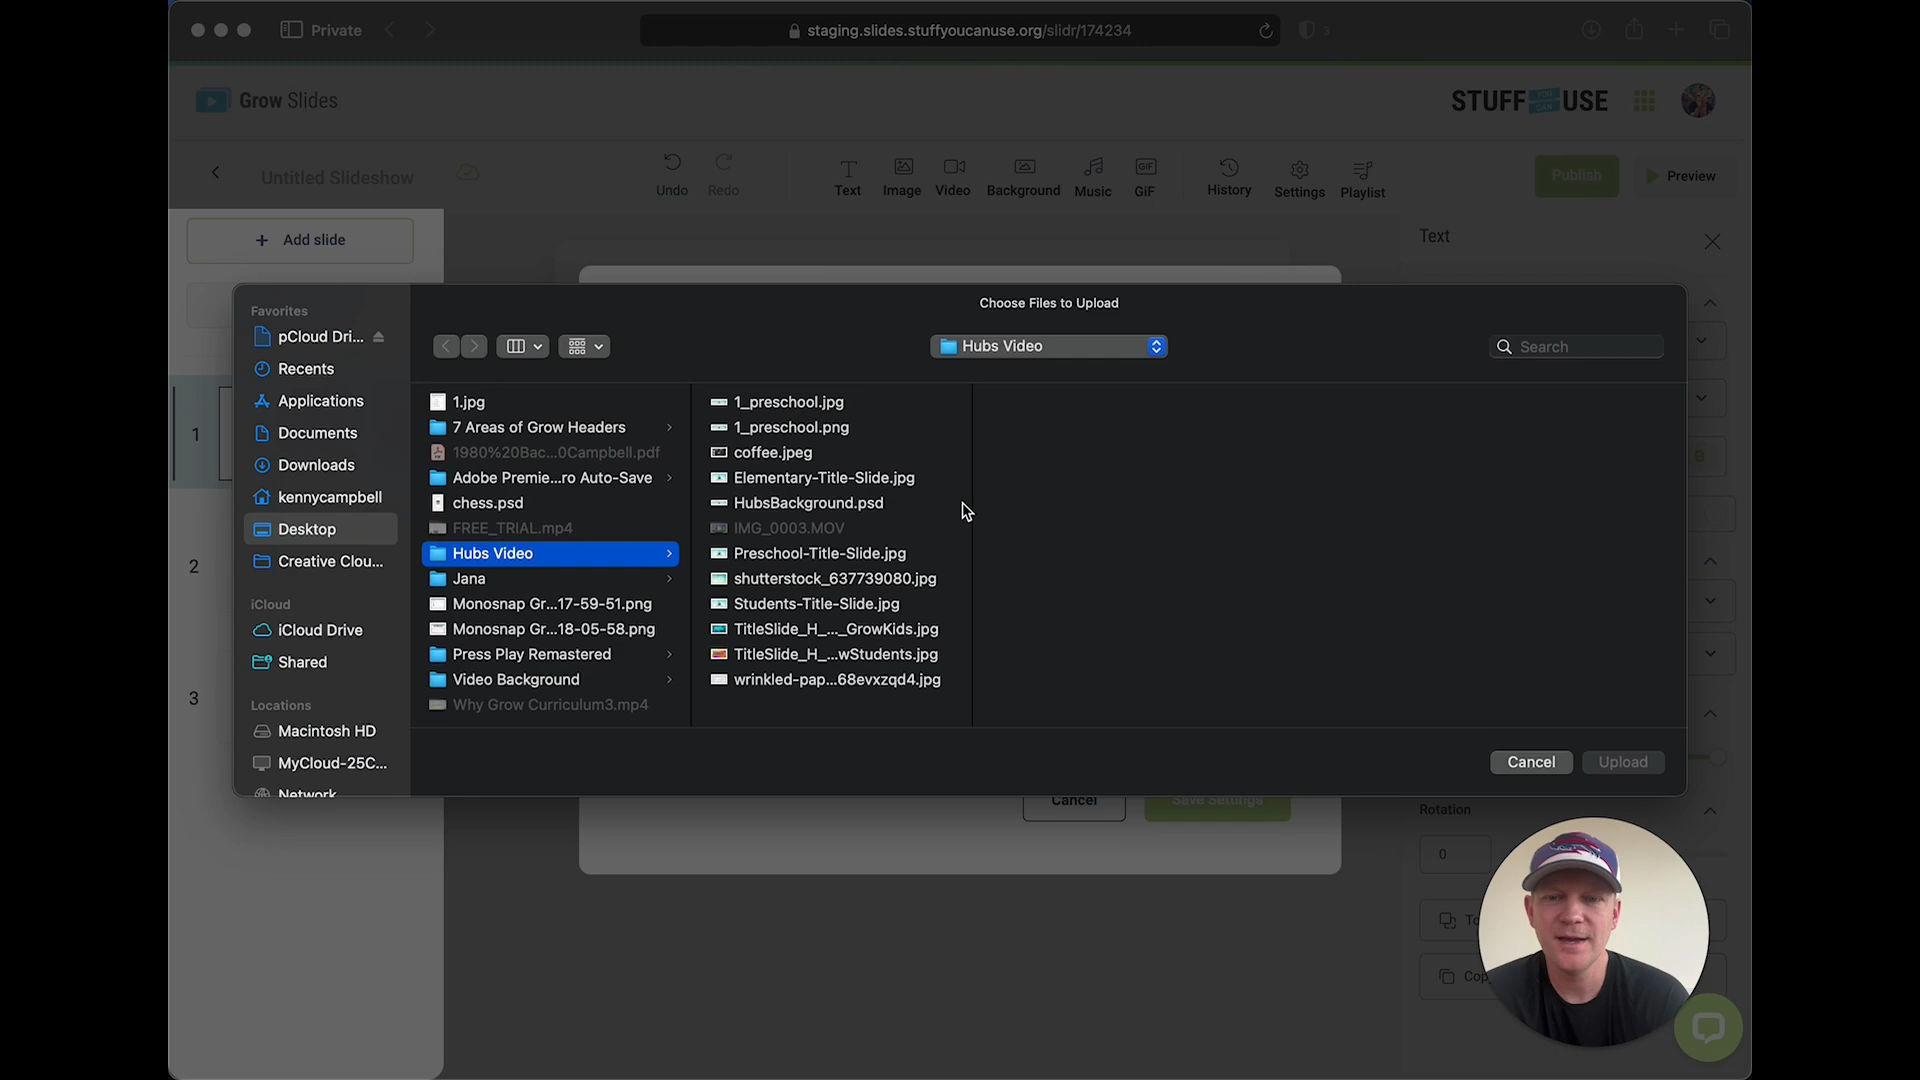 Private
staging.slides.stuffyoucanuse.org/slidr/174234
3
Grow Slides
STUFF YOU CAN USE
Untitled Slideshow
Undo
Redo
Text
Image
Video
Background
Music
GIF
GiF
History
Settings
Playlist
Publish
Preview
+ Add slide
Text
1
2
3
Choose Files to Upload
Favorites
pCloud Dri...
Recents
Applications
Documents
Downloads
kennycampbell
Desktop
Creative Clou...
iCloud
iCloud Drive
Shared
Locations
Macintosh HD
MyCloud-25C...
Network
Hubs Video
Search
1.jpg
7 Areas of Grow Headers
1980%20Bac...0Campbell.pdf
Adobe Premie...ro Auto-Save
chess.psd
FREE_TRIAL.mp4
Hubs Video
Jana
Monosnap Gr...17-59-51.png
Monosnap Gr...18-05-58.png
Press Play Remastered
Video Background
Why Grow Curriculum3.mp4
1_preschool.jpg
1_preschool.png
coffee.jpeg
Elementary-Title-Slide.jpg
HubsBackground.psd
IMG_0003.MOV
Preschool-Title-Slide.jpg
shutterstock_637739080.jpg
Students-Title-Slide.jpg
TitleSlide_H_..._GrowKids.jpg
TitleSlide_H_...wStudents.jpg
wrinkled-pap...68evxzqd4.jpg
Cancel
Upload
Cancel
Save Settings
Rotation
0